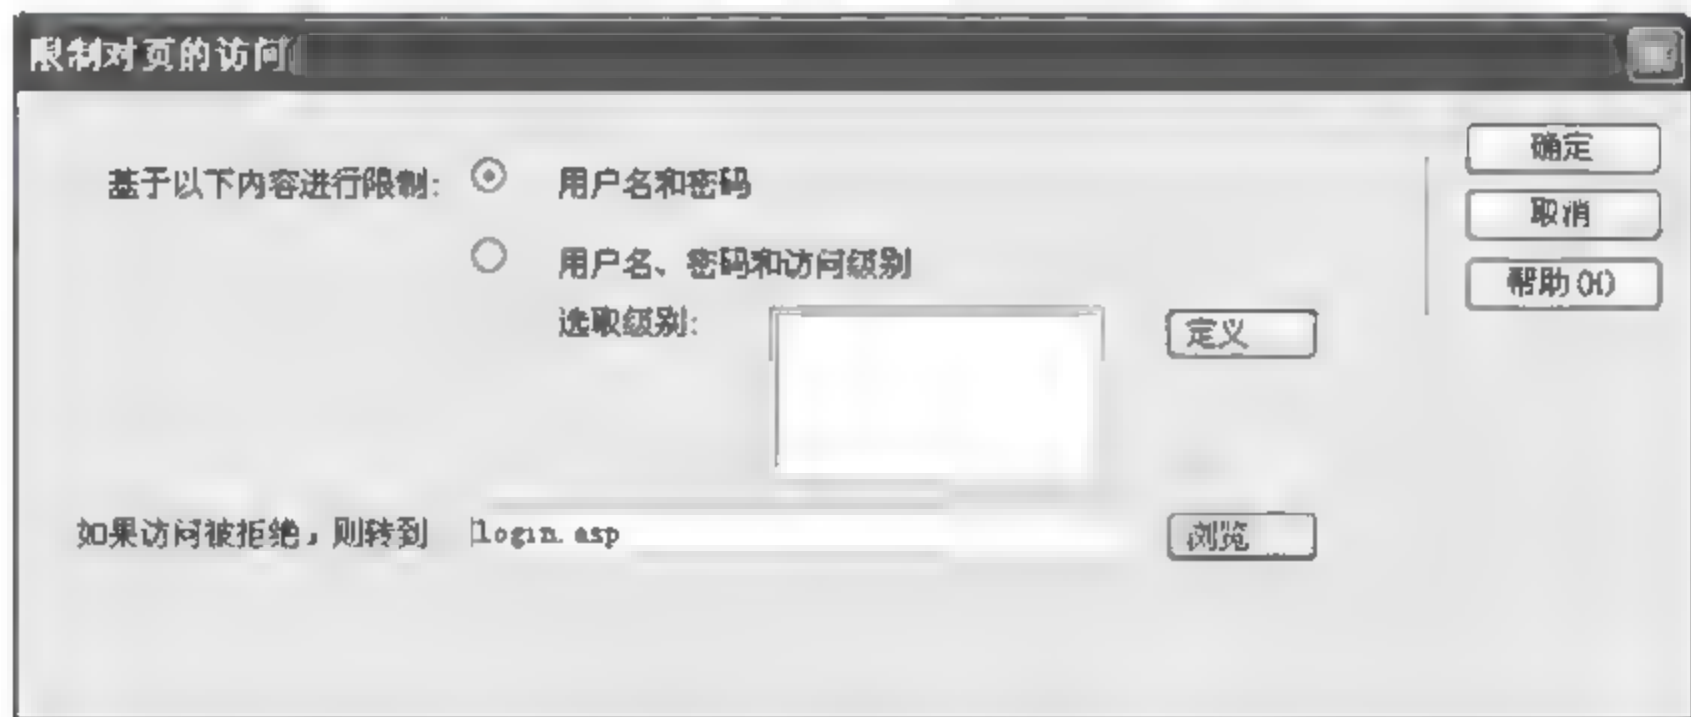 限制对页的访问
确定
基于以下内容进行限制: 用户名和密码
取消
用户名、密码和访问级别
帮助(H)
选取级别: 定义
如果访问被拒绝，则转到 login.asp 浏览